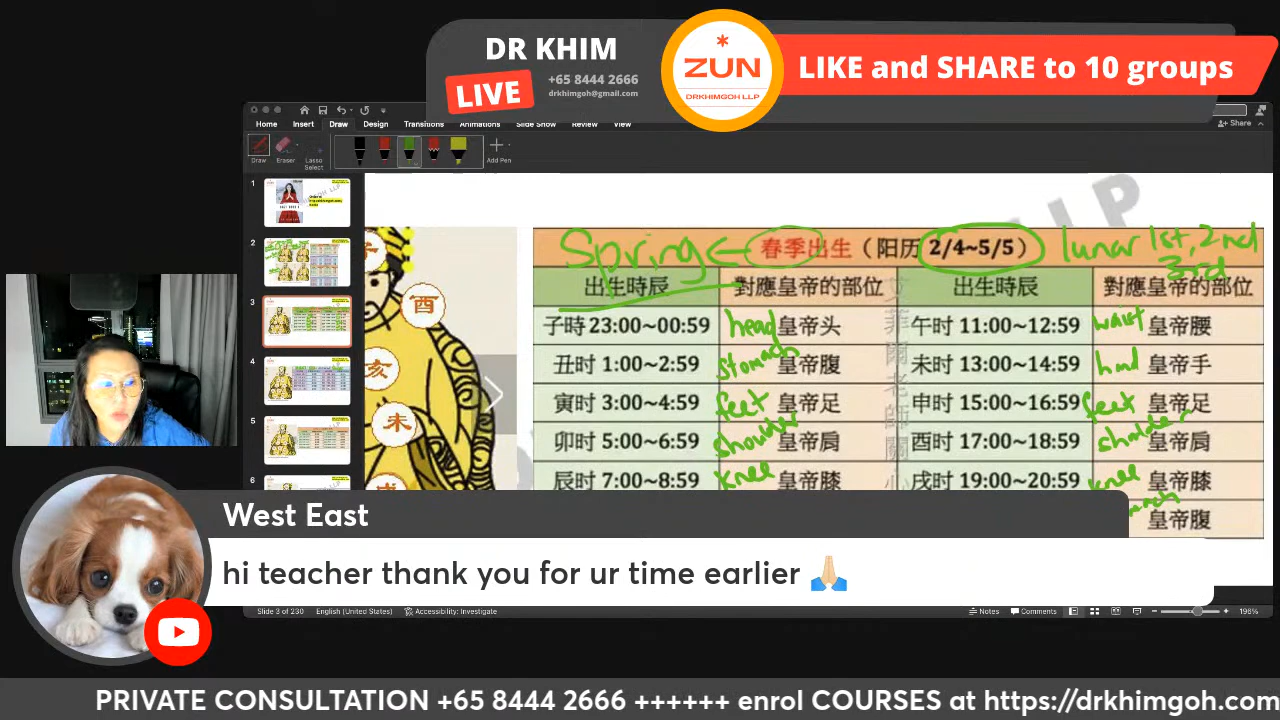 DR KHIM
LIVE
+65 8444 2666
drkhimgoh@gmail.com
*
ZUN
DRKHIMGOH LLP
LIKE and SHARE to 10 groups
Home Insert Draw Design Transitions Animations Slide Show Review View
Share
Draw Eraser Lasso Select Add Pen
LLP
Spring 春季出生（阳历 2/4~5/5） lunar 1st 2nd 3rd
出生時辰 對應皇帝的部位 出生時辰 對應皇帝的部位
子時 23:00~00:59 head 皇帝头 午时 11:00~12:59 waist 皇帝腰
丑时 1:00~2:59 stomach 皇帝腹 未时 13:00~14:59 hand 皇帝手
寅时 3:00~4:59 feet 皇帝足 申时 15:00~16:59 feet 皇帝足
卯时 5:00~6:59 shoulder 皇帝肩 酉时 17:00~18:59 皇帝肩
辰时 7:00~8:59 knee 皇帝膝 戌时 19:00~20:59 knee 皇帝膝
皇帝腹
酉
亥
未
1
2
3
4
5
6
West East
hi teacher thank you for ur time earlier 🙏🏻
Slide 3 of 230 English (United States) Accessibility: Investigate Notes Comments 196%
PRIVATE CONSULTATION +65 8444 2666 ++++++ enrol COURSES at https://drkhimgoh.com